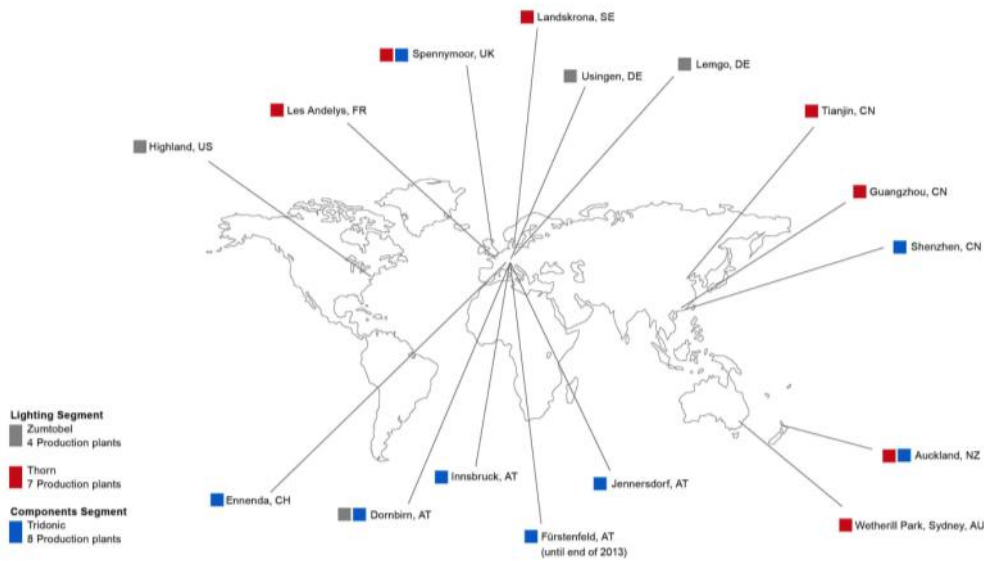 Landskrona, SE
Spennymoor, UK
Lemgo, DE
Usingen, DE
Les Andelys, FR
Tianjin, CN
Highland, US
Guangzhou, CN
Shenzhen, CN
Lighting Segment
Zumtobel
4 Production plants
Thorn
7 Production plants
Components Segment
Tridonic
8 Production plants
Auckland, NZ
Innsbruck, AT
Jennersdorf, AT
Ennenda, CH
Dornbirn, AT
Wetherill Park, Sydney, AU
Fürstenfeld, AT
(until end of 2013)